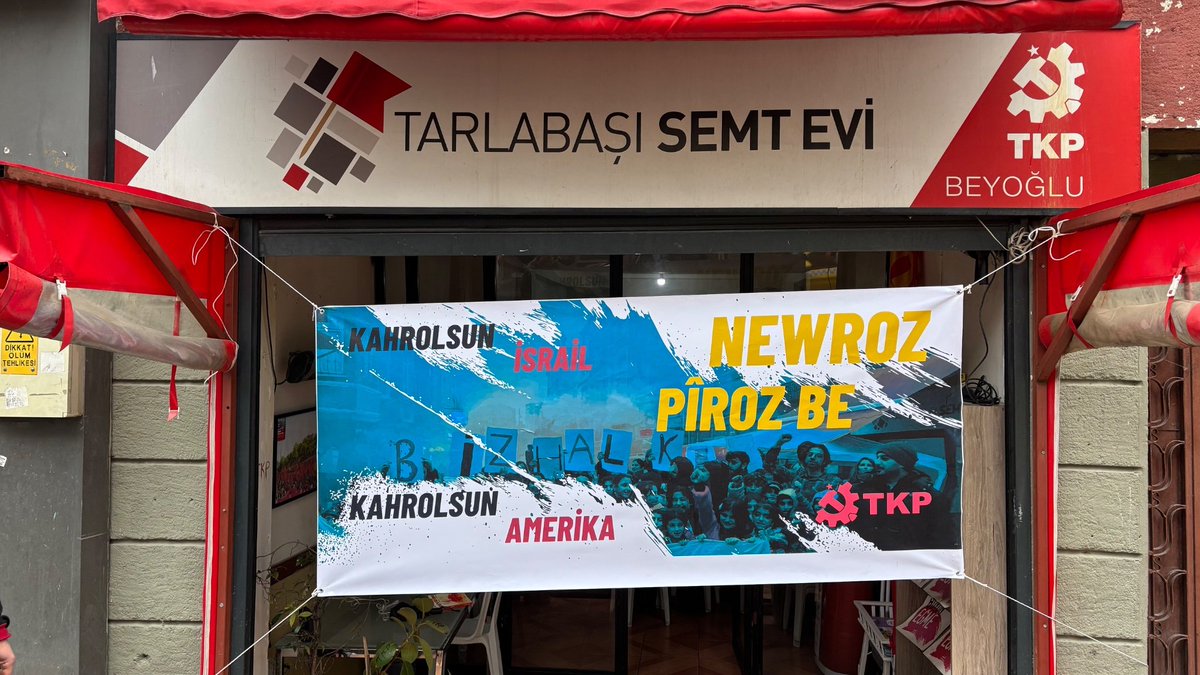 TARLABAŞI SEMT EVİ
TKP
BEYOĞLU
DİKKAT!
ÖLÜM
TEHLİKESİ
KAHROLSUN
İSRAİL
NEWROZ
PÎROZ BE
BİZ HALK
KAHROLSUN
AMERİKA
TKP
TKP